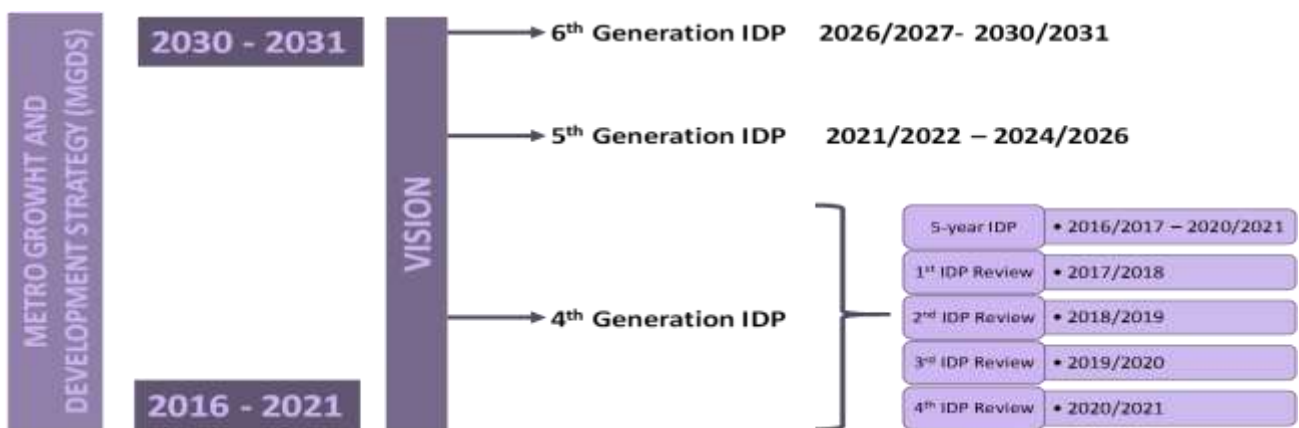 METRO GROWHT AND
DEVELOPMENT STRATEGY (MGDS)
2030 - 2031
2016 - 2021
VISION
6th Generation IDP 2026/2027- 2030/2031
5th Generation IDP 2021/2022 – 2024/2026
4th Generation IDP
5-year IDP • 2016/2017 – 2020/2021
1st IDP Review • 2017/2018
2nd IDP Review • 2018/2019
3rd IDP Review • 2019/2020
4th IDP Review • 2020/2021